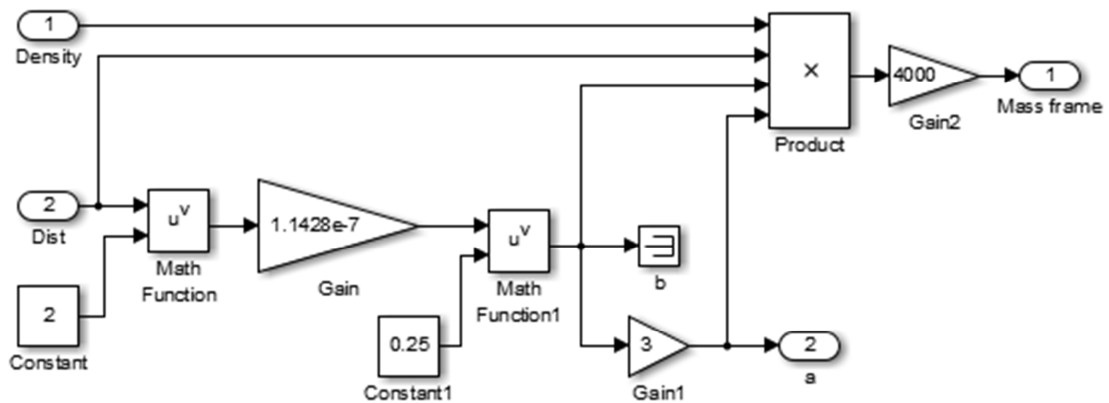 1
Density
×
Product
4000
Gain2
1
Mass frame
2
Dist
u^v
Math
Function
1.1428e-7
Gain
u^v
Math
Function1
b
2
Constant
0.25
Constant1
3
Gain1
2
a